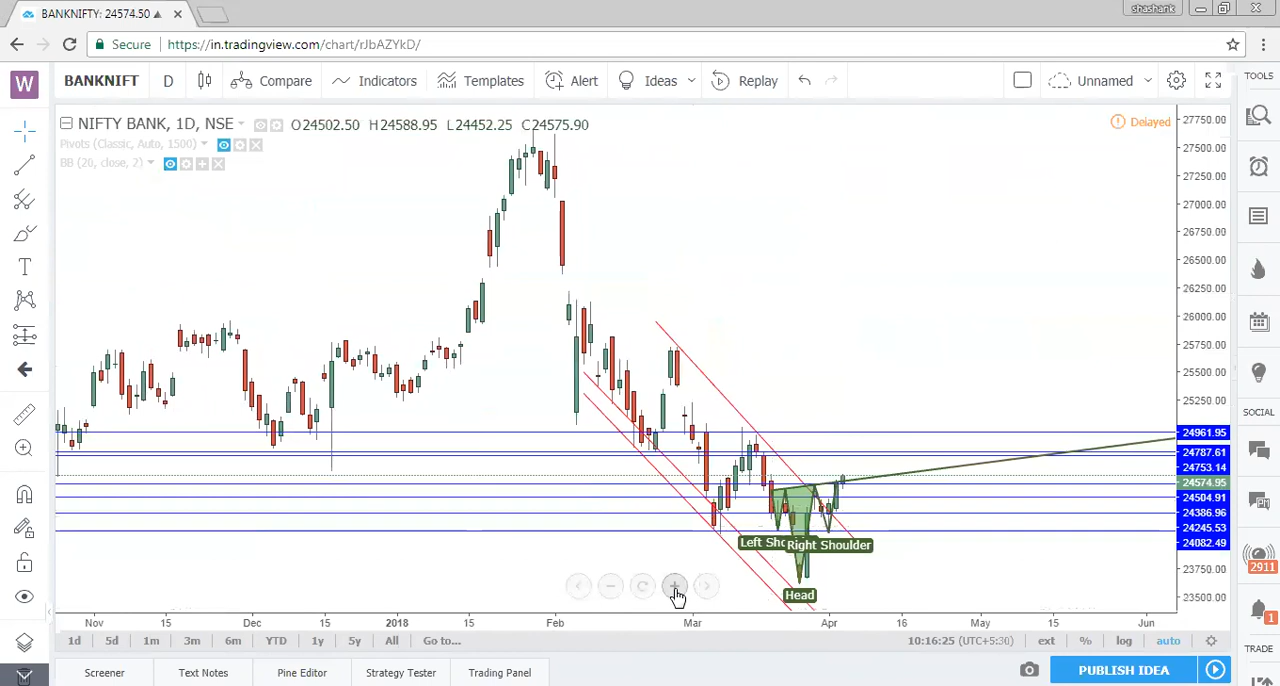 BANKNIFTY: 24574.50 ▲
shashank
Secure https://in.tradingview.com/chart/rJbAZYkD/
W BANKNIFT D Compare Indicators Templates Alert Ideas Replay Unnamed TOOLS
NIFTY BANK, 1D, NSE O24502.50 H24588.95 L24452.25 C24575.90
Delayed
Pivots (Classic, Auto, 1500)
BB (20, close, 2)
27750.00
27500.00
27250.00
27000.00
26750.00
26500.00
26250.00
26000.00
25750.00
25500.00
25250.00
24961.95
24787.61
24753.14
24574.95
24504.91
24386.96
24245.53
24082.49
23750.00
23500.00
SOCIAL
2911
1
TRADE
Left Sho
Right Shoulder
Head
Nov 15 Dec 15 2018 15 Feb Mar Apr 16 May Jun
1d 5d 1m 3m 6m YTD 1y 5y All Go to... 10:16:25 (UTC+5:30) ext % log auto
Screener Text Notes Pine Editor Strategy Tester Trading Panel PUBLISH IDEA